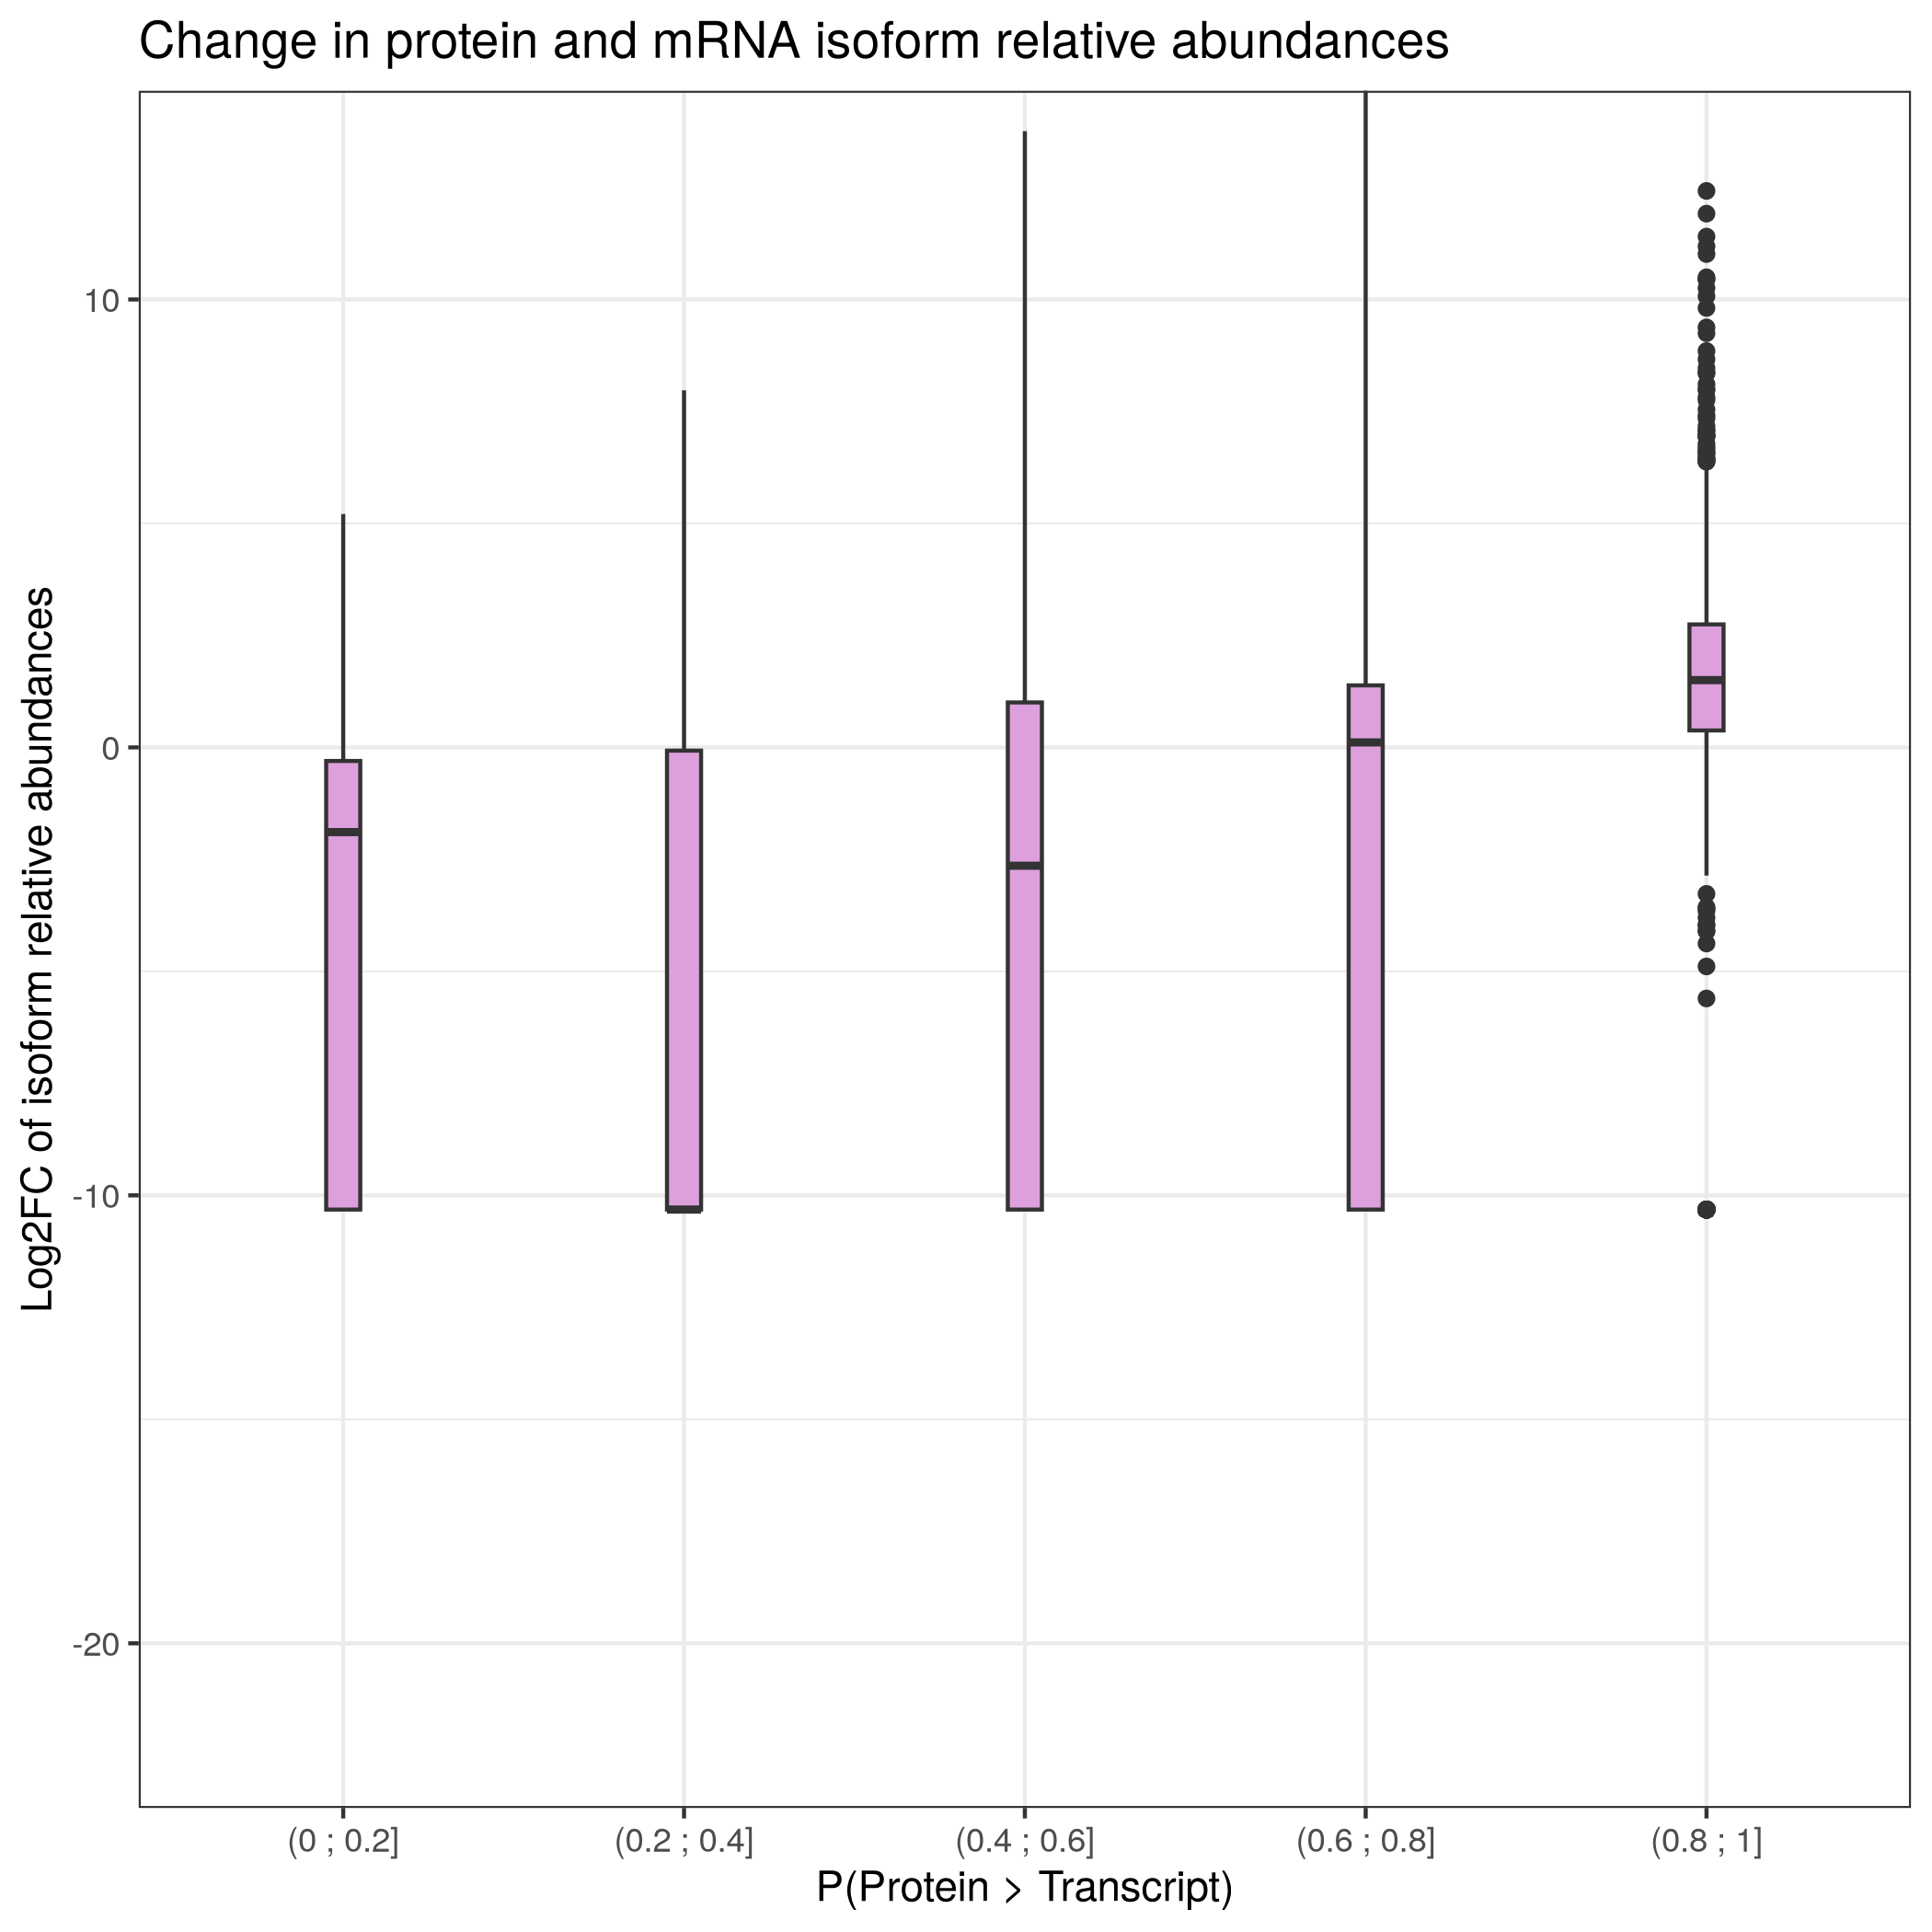 Change in protein and mRNA isoform relative abundances
Log2FC of isoform relative abundances
10
0
-10
-20
(0 ; 0.2]
(0.2 ; 0.4]
(0.4 ; 0.6]
(0.6 ; 0.8]
(0.8 ; 1]
P(Protein > Transcript)